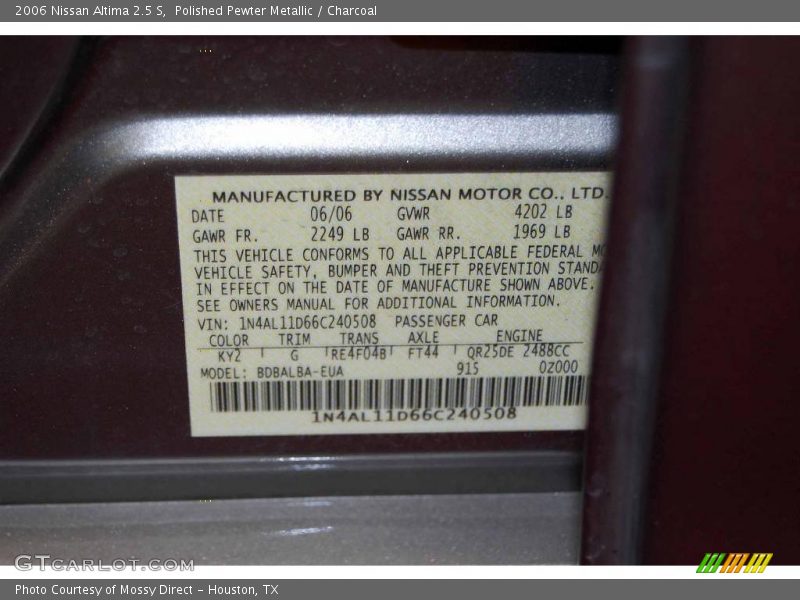 2006 Nissan Altima 2.5 S, Polished Pewter Metallic / Charcoal
MANUFACTURED BY NISSAN MOTOR CO., LTD.
DATE 06/06 GVWR 4202 LB
GAWR FR. 2249 LB GAWR RR. 1969 LB
THIS VEHICLE CONFORMS TO ALL APPLICABLE FEDERAL MO
VEHICLE SAFETY, BUMPER AND THEFT PREVENTION STAND
IN EFFECT ON THE DATE OF MANUFACTURE SHOWN ABOVE.
SEE OWNERS MANUAL FOR ADDITIONAL INFORMATION.
VIN: 1N4AL11D66C240508 PASSENGER CAR
COLOR TRIM TRANS AXLE ENGINE
KY2 G RE4F04B FT44 QR25DE 2488CC
MODEL: BDBALBA-EUA 915 0Z000
1N4AL11D66C240508
GTcarlot.com
Photo Courtesy of Mossy Direct – Houston, TX